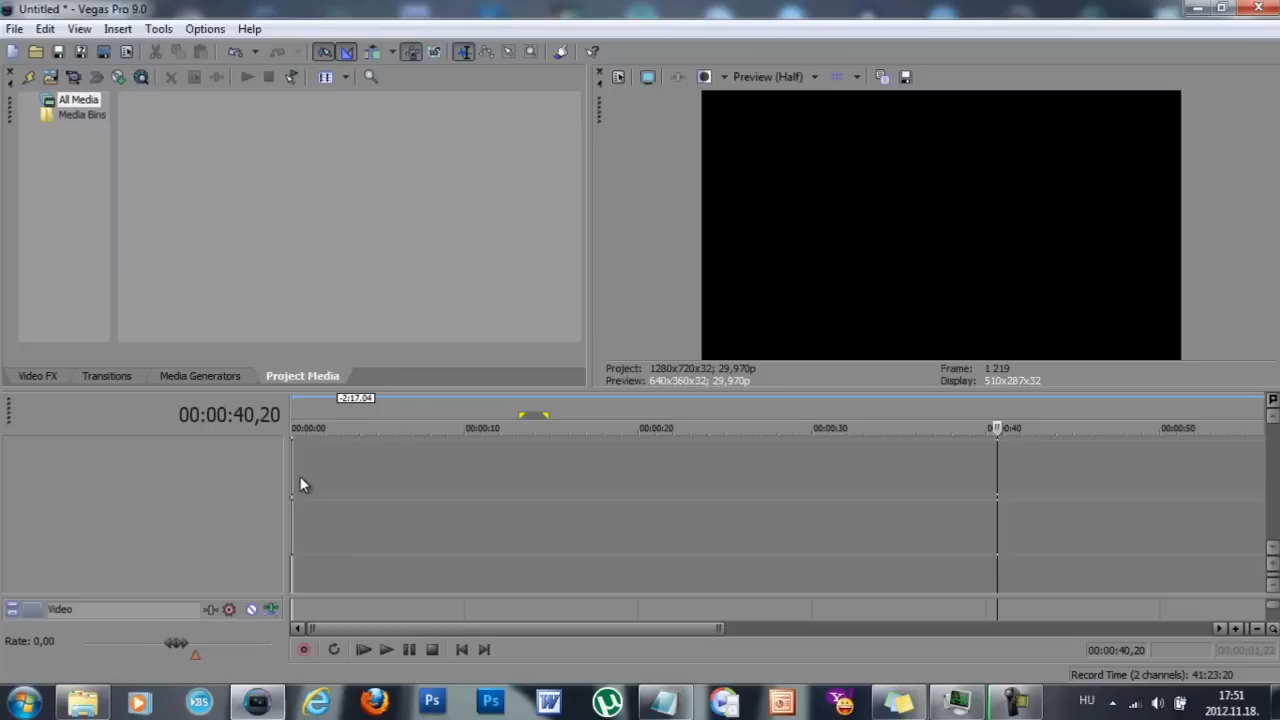 Untitled * - Vegas Pro 9.0
File Edit View Insert Tools Options Help
Preview (Half)
All Media
Media Bins
Project: 1280x720x32; 29,970p
Frame: 1 219
Preview: 640x360x32; 29,970p
Display: 510x287x32
Video FX Transitions Media Generators Project Media
-2:17.04
00:00:40,20
00:00:00 00:00:10 00:00:20 00:00:30 0:40 00:00:50
Video
Rate: 0,00
00:00:40,20 00:00:01,22
Record Time (2 channels): 41:23:20
HU
17:51
2012.11.18.